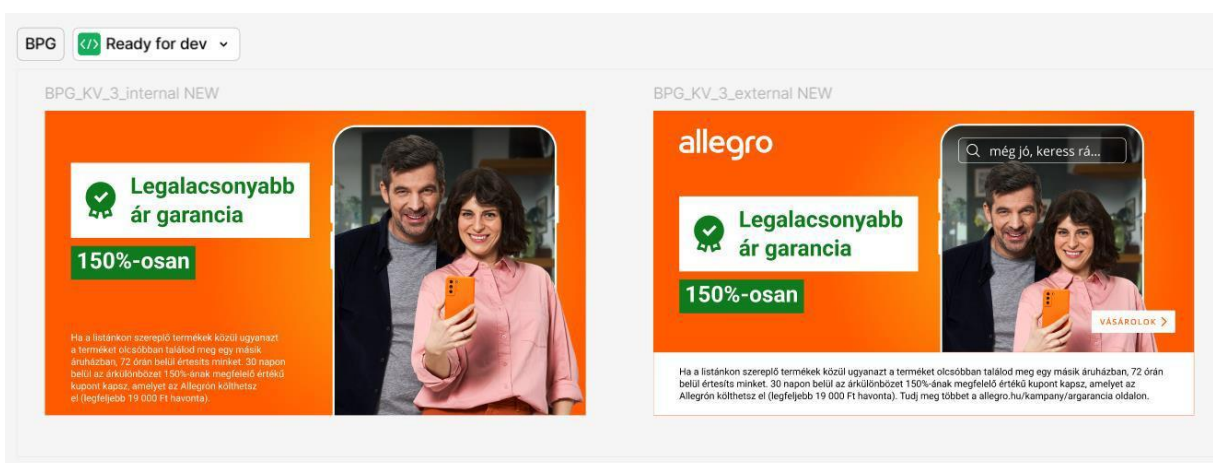 BPG
Ready for dev
BPG_KV_3_internal NEW
Legalacsonyabb
ár garancia
150%-osan
Ha a listánkon szereplő termékek közül ugyanazt
a terméket olcsóbban találod meg egy másik
áruházban, 72 órán belül értesíts minket. 30 napon
belül az árkülönbözet 150%-ának megfelelő értékű
kupont kapsz, amelyet az Allegrón költhetsz
el (legfeljebb 19 000 Ft havonta).
BPG_KV_3_external NEW
allegro
még jó, keress rá...
Legalacsonyabb
ár garancia
150%-osan
VÁSÁROLOK
Ha a listánkon szereplő termékek közül ugyanazt a terméket olcsóbban találod meg egy másik áruházban, 72 órán
belül értesíts minket. 30 napon belül az árkülönbözet 150%-ának megfelelő értékű kupont kapsz, amelyet az
Allegrón költhetsz el (legfeljebb 19 000 Ft havonta). Tudj meg többet a allegro.hu/kampany/argarancia oldalon.